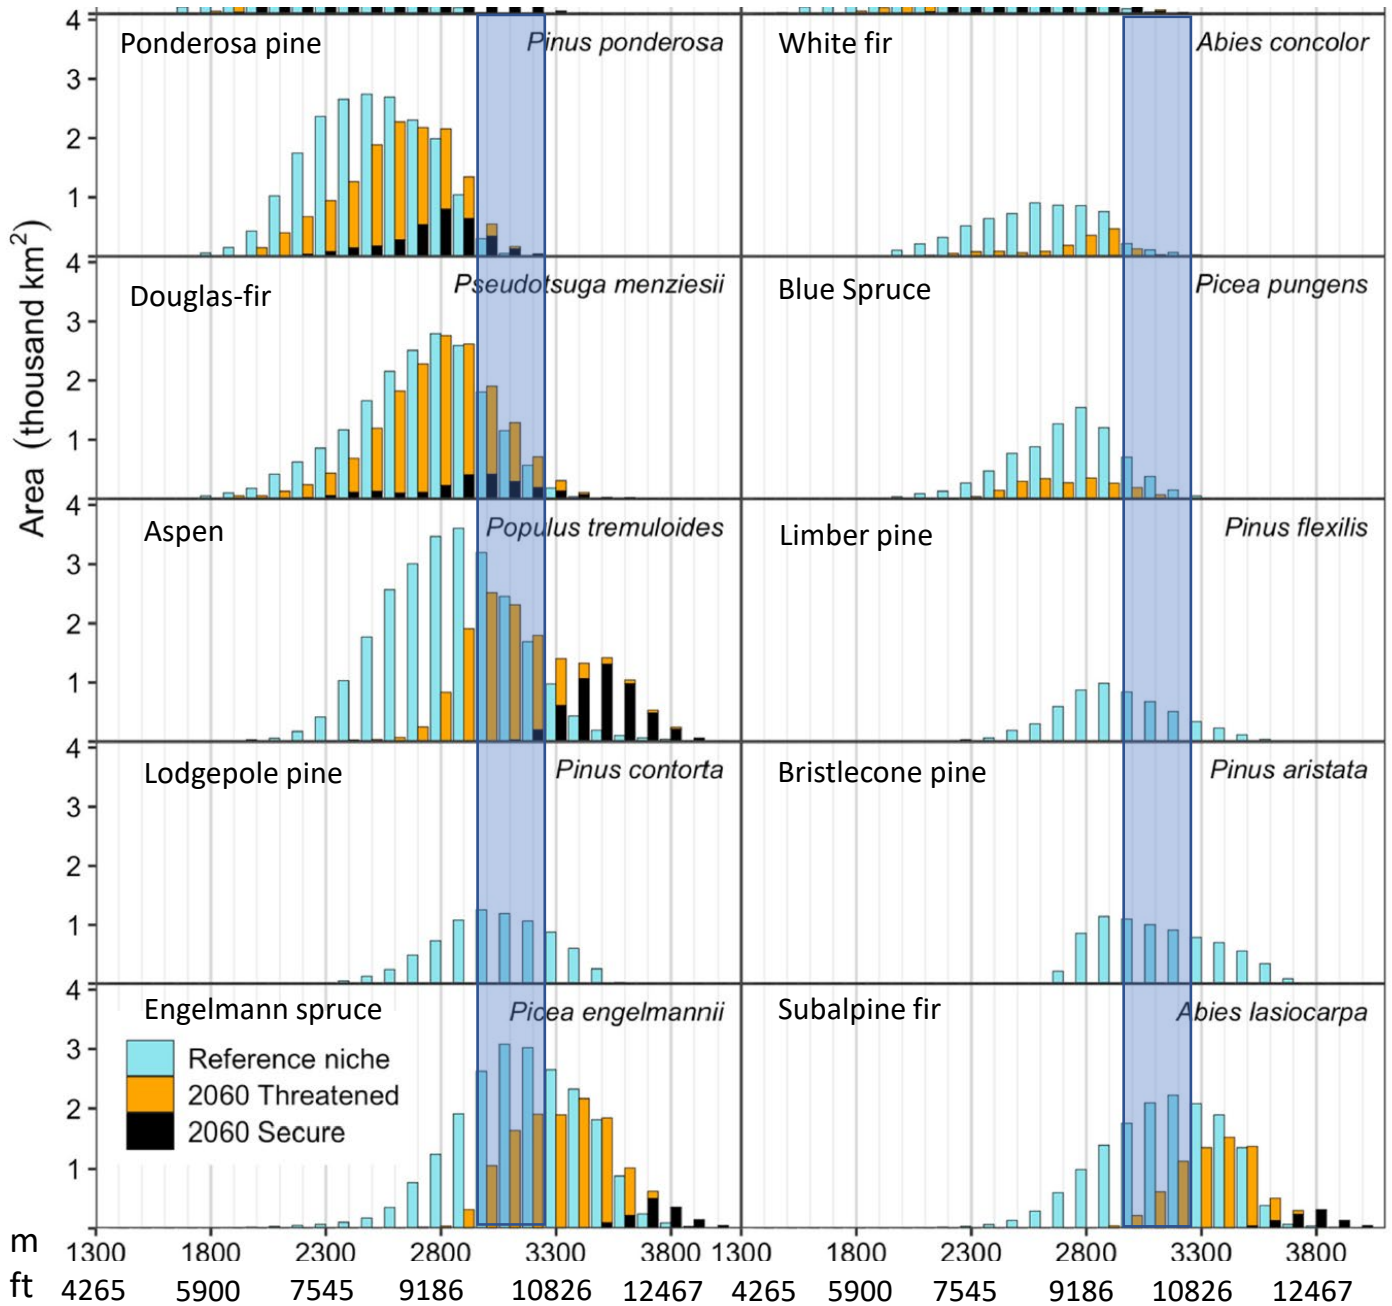 4
Ponderosa pine Pinus ponderosa
White fir Abies concolor
3
2
1
4
Douglas-fir Pseudotsuga menziesii
Blue Spruce Picea pungens
3
2
1
4
Aspen Populus tremuloides
Limber pine Pinus flexilis
3
2
1
4
Lodgepole pine Pinus contorta
Bristlecone pine Pinus aristata
3
2
1
4
Engelmann spruce Picea engelmannii
Subalpine fir Abies lasiocarpa
3
2
1
Reference niche
2060 Threatened
2060 Secure
Area (thousand km²)
m
1300 1800 2300 2800 3300 3800 1300 1800 2300 2800 3300 3800
ft 4265 5900 7545 9186 10826 12467 4265 5900 7545 9186 10826 12467